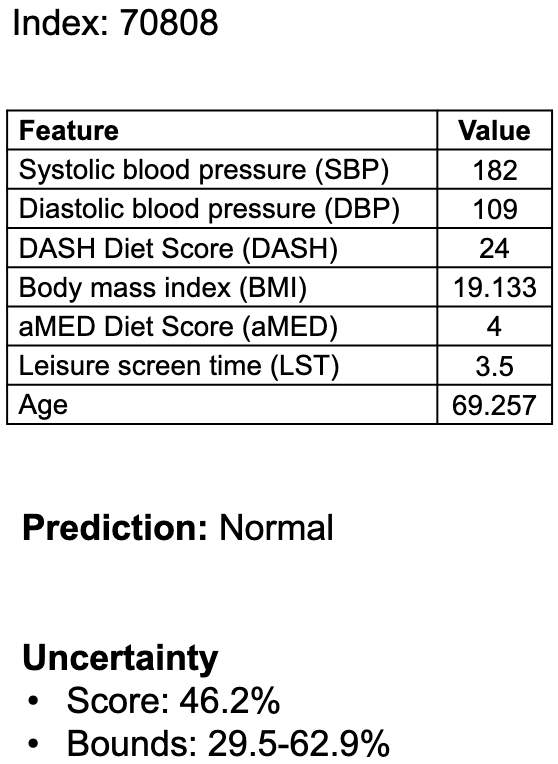 Index: 70808
Feature Value
Systolic blood pressure (SBP) 182
Diastolic blood pressure (DBP) 109
DASH Diet Score (DASH) 24
Body mass index (BMI) 19.133
aMED Diet Score (aMED) 4
Leisure screen time (LST) 3.5
Age 69.257
Prediction: Normal
Uncertainty
• Score: 46.2%
• Bounds: 29.5-62.9%